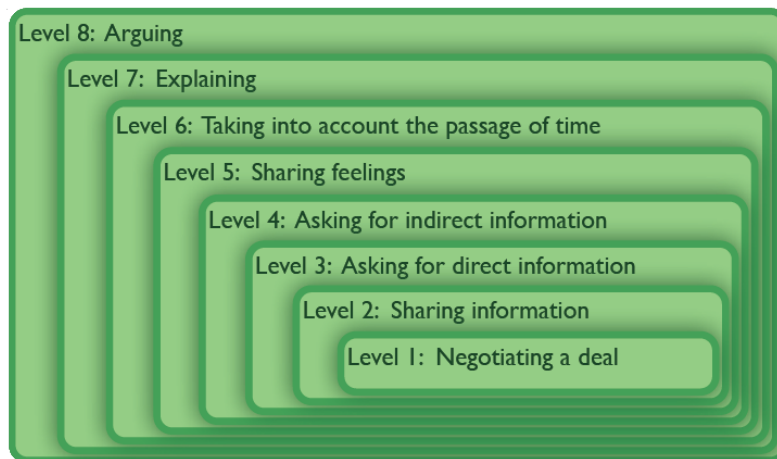 Level 8: Arguing
Level 7: Explaining
Level 6: Taking into account the passage of time
Level 5: Sharing feelings
Level 4: Asking for indirect information
Level 3: Asking for direct information
Level 2: Sharing information
Level 1: Negotiating a deal